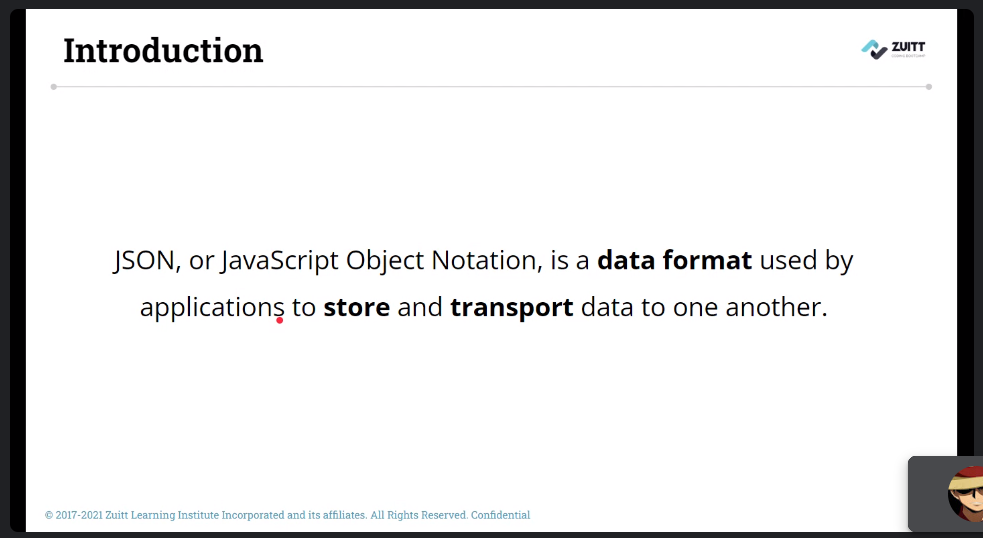 Introduction
ZUITT
JSON, or JavaScript Object Notation, is a data format used by
applications to store and transport data to one another.
© 2017-2021 Zuitt Learning Institute Incorporated and its affiliates. All Rights Reserved. Confidential